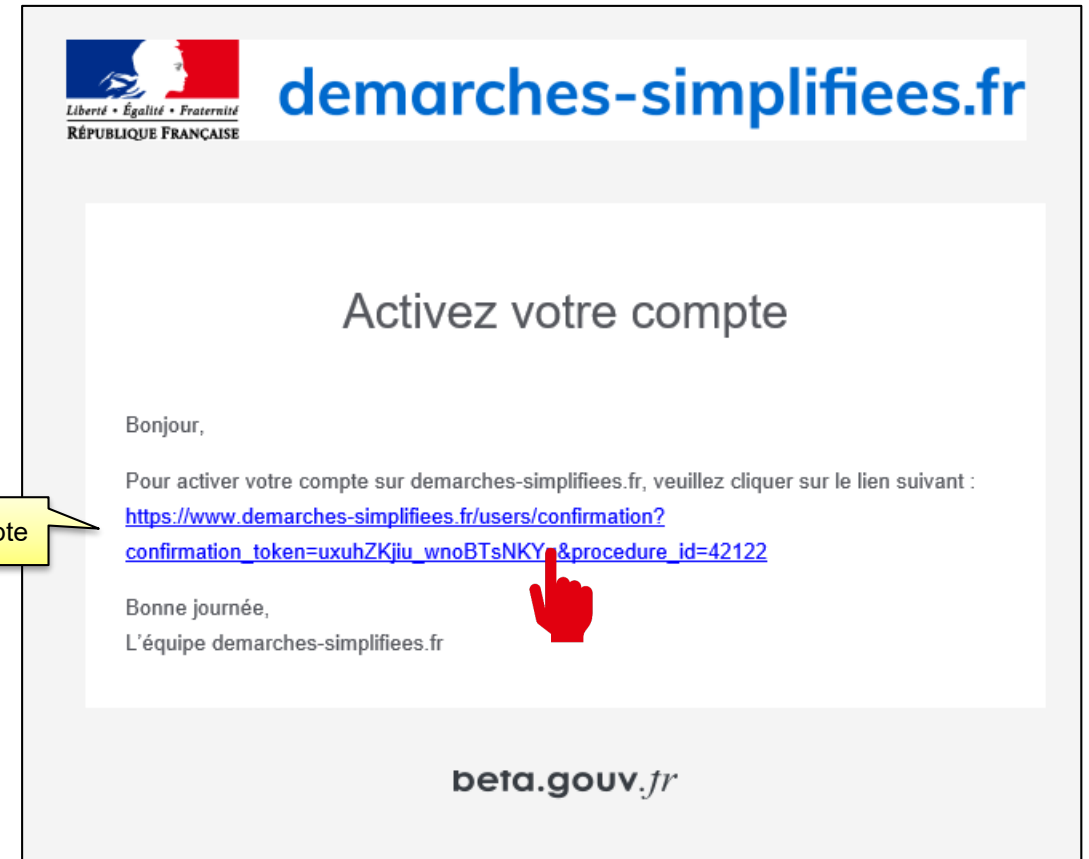 Liberté • Égalité • Fraternité
RÉPUBLIQUE FRANÇAISE
demarches-simplifiees.fr
Activez votre compte
Bonjour,
Pour activer votre compte sur demarches-simplifiees.fr, veuillez cliquer sur le lien suivant :
https://www.demarches-simplifiees.fr/users/confirmation?
confirmation_token=uxuhZKjiu_wnoBTsNKY &procedure_id=42122
Bonne journée,
L'équipe demarches-simplifiees.fr
beta.gouv.fr